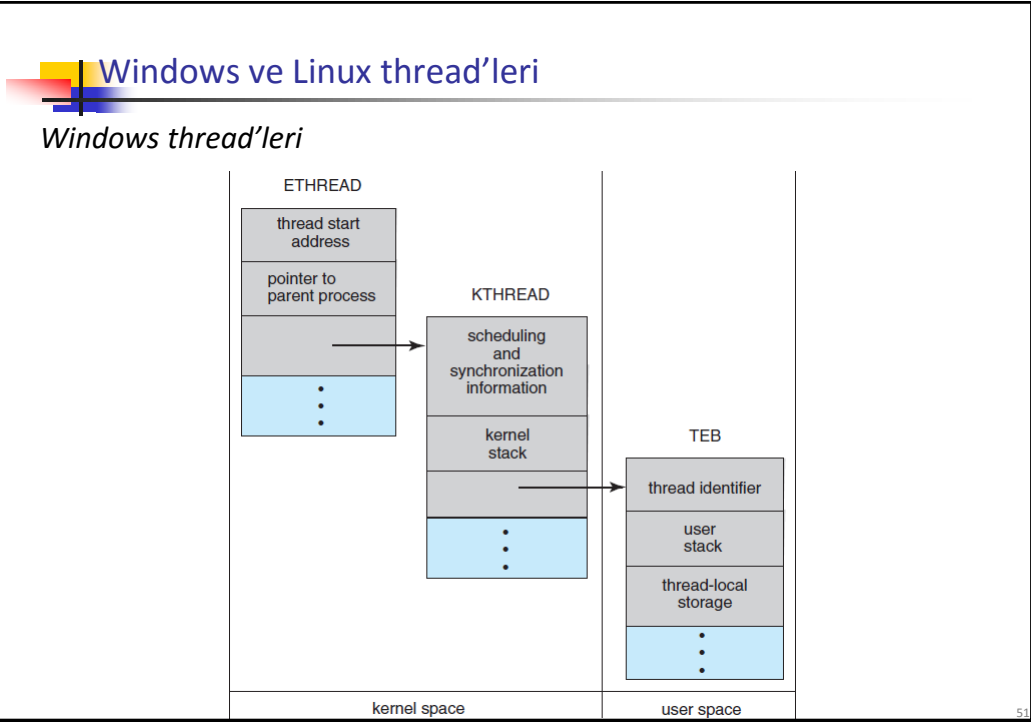 Windows ve Linux thread’leri
Windows thread’leri
ETHREAD
thread start
address
pointer to
parent process
KTHREAD
scheduling
and
synchronization
information
kernel
stack
TEB
thread identifier
user
stack
thread-local
storage
kernel space
user space
51